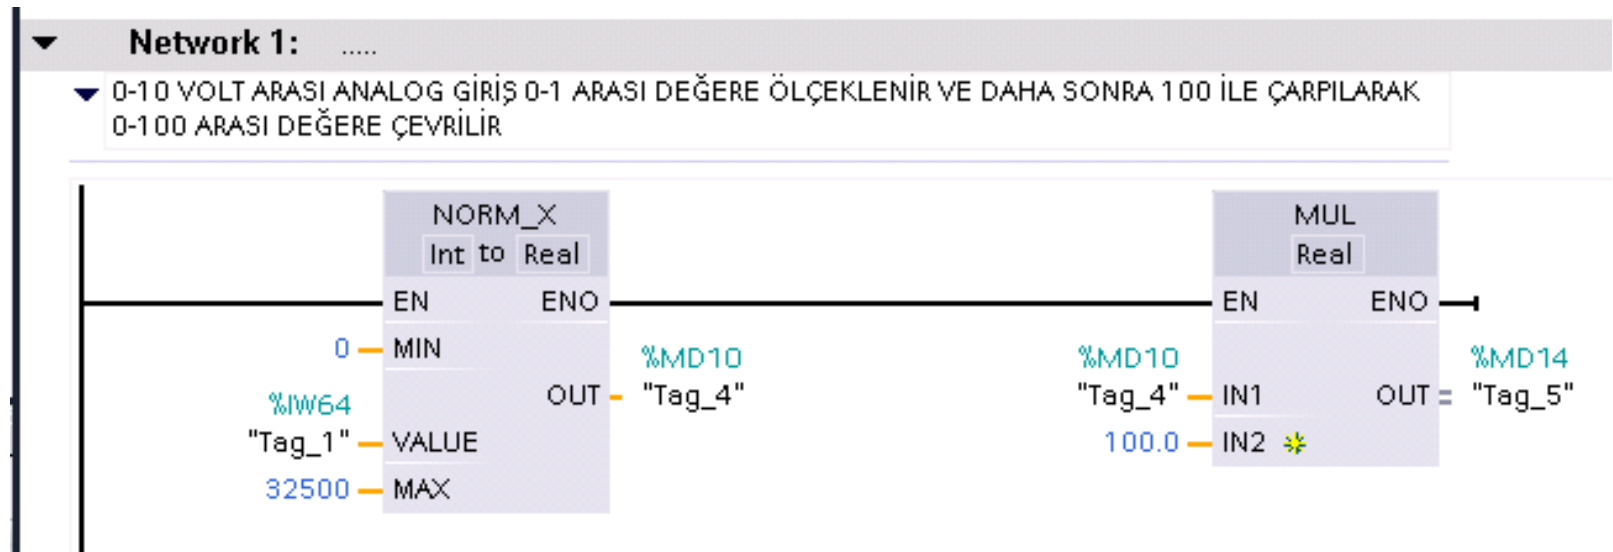 Network 1: .....
0-10 VOLT ARASI ANALOG GİRİŞ 0-1 ARASI DEĞERE ÖLÇEKLENİR VE DAHA SONRA 100 İLE ÇARPILARAK
0-100 ARASI DEĞERE ÇEVRİLİR
NORM_X
Int to Real
EN ENO
0 MIN
%MD10
OUT "Tag_4"
%IW64
"Tag_1" VALUE
32500 MAX
MUL
Real
EN ENO
%MD10
"Tag_4" IN1
%MD14
OUT "Tag_5"
100.0 IN2